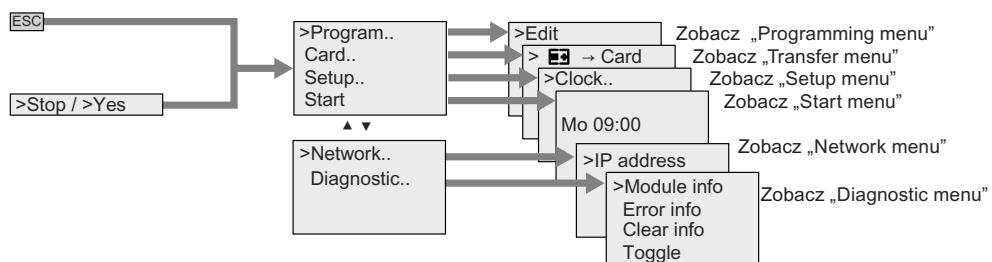 ESC
>Stop / >Yes
>Program..
Card..
Setup..
Start
▲ ▼
>Network..
Diagnostic..
>Edit
> → Card
>Clock..
Mo 09:00
>IP address
>Module info
Error info
Clear info
Toggle
Zobacz „Programming menu”
Zobacz „Transfer menu”
Zobacz „Setup menu”
Zobacz „Start menu”
Zobacz „Network menu”
Zobacz „Diagnostic menu”